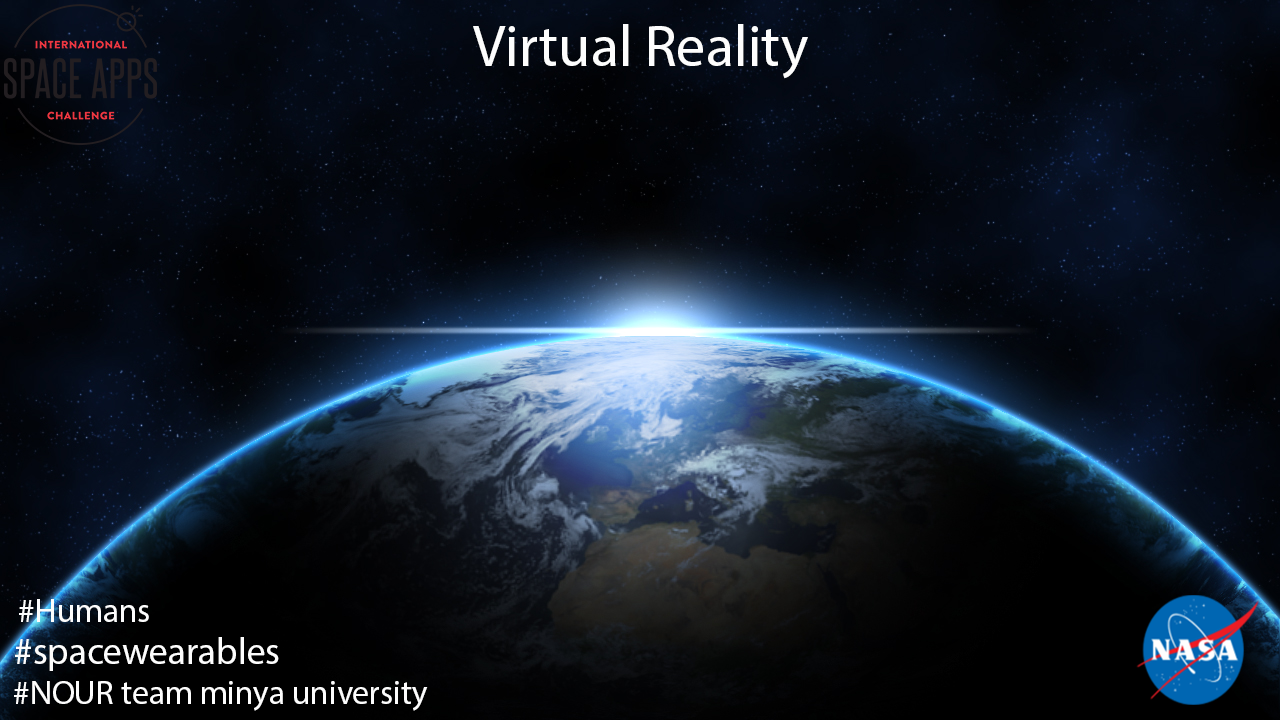 INTERNATIONAL
SPACE APPS
CHALLENGE
Virtual Reality
#Humans
#spacewearables
#NOUR team minya university
NASA